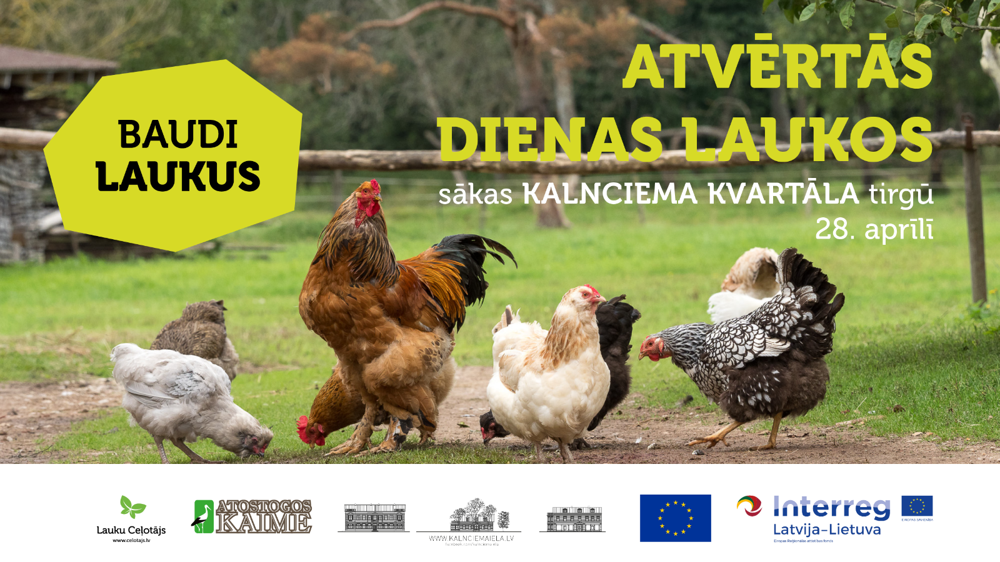 BAUDI
LAUKUS
ATVĒRTĀS
DIENAS LAUKOS
sākas KALNCIEMA KVARTĀLA tirgū
28. aprīlī
Lauku Ceļotājs
www.celotajs.lv
ATOSTOGOS
KAIME
WWW.KALNCIEMAIELA.LV
Interreg
Latvija-Lietuva
Eiropas Reģionālās attīstības fonds
EIROPAS SAVIENĪBA